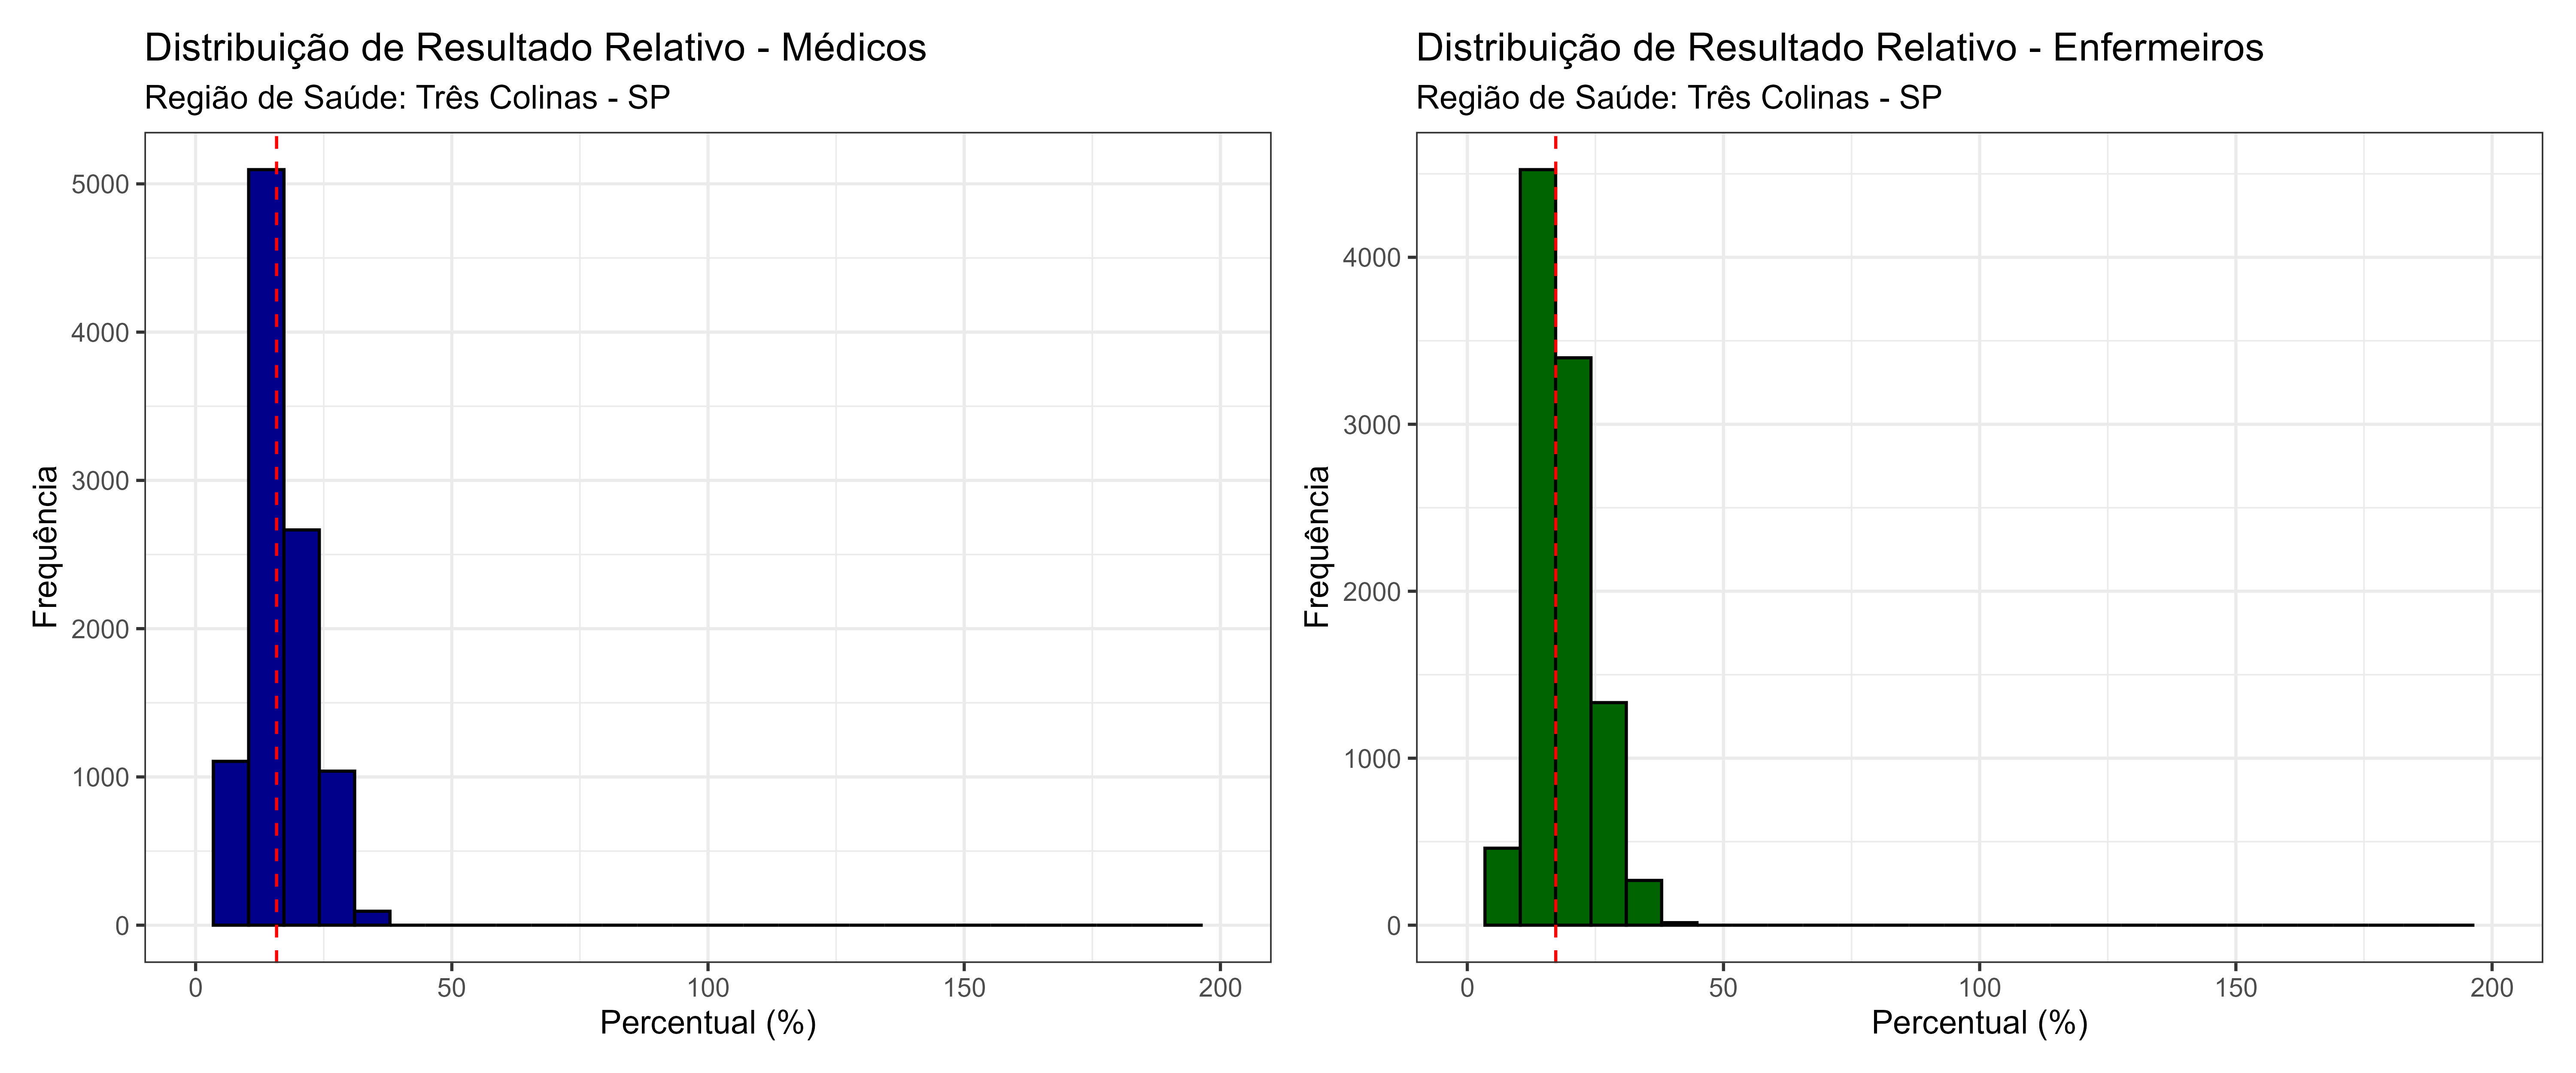 Distribuição de Resultado Relativo - Médicos
Região de Saúde: Três Colinas - SP
Frequência
5000
4000
3000
2000
1000
0
0 50 100 150 200
Percentual (%)
Distribuição de Resultado Relativo - Enfermeiros
Região de Saúde: Três Colinas - SP
Frequência
4000
3000
2000
1000
0
0 50 100 150 200
Percentual (%)